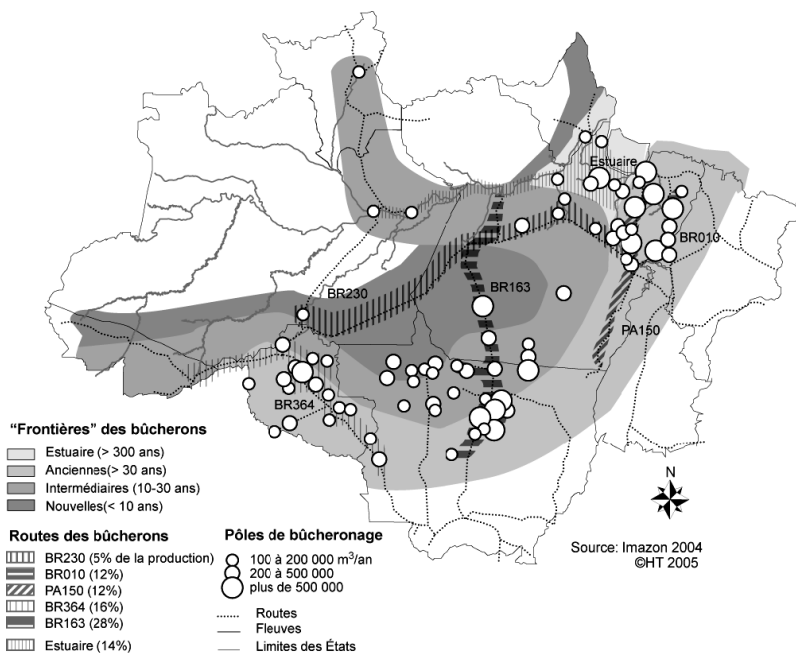 Estuaire
BR010
BR230
BR163
PA150
BR364
"Frontières" des bûcherons
Estuaire (> 300 ans)
Anciennes(> 30 ans)
Intermédiaires (10-30 ans)
Nouvelles(< 10 ans)
N
Routes des bûcherons
BR230 (5% de la production)
BR010 (12%)
PA150 (12%)
BR364 (16%)
BR163 (28%)
Estuaire (14%)
Pôles de bûcheronage
100 à 200 000 m³/an
200 à 500 000
plus de 500 000
Routes
Fleuves
Limites des États
Source: Imazon 2004
©HT 2005